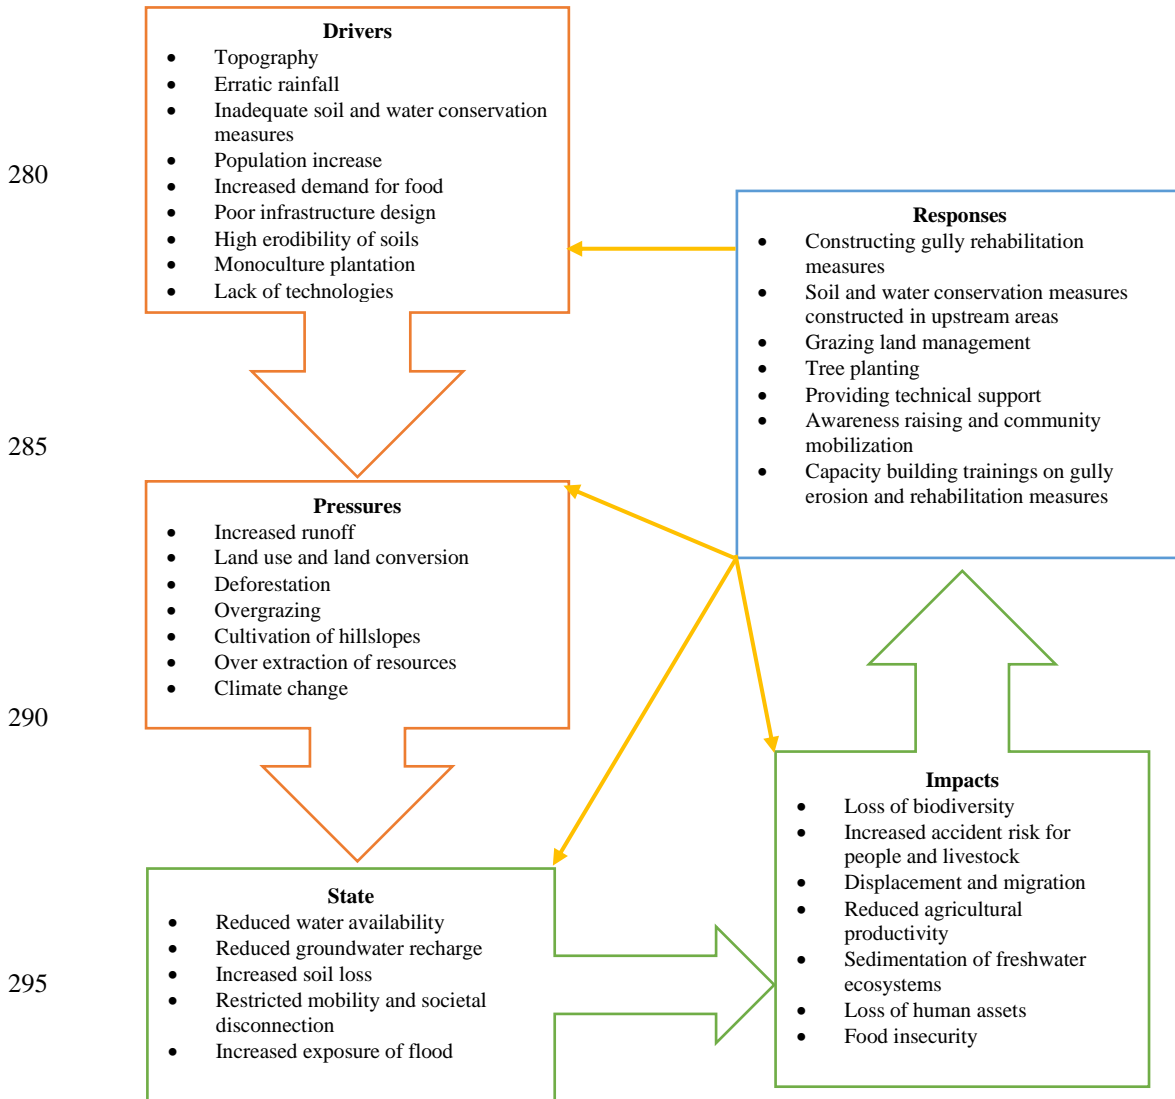 Drivers
• Topography
• Erratic rainfall
• Inadequate soil and water conservation
measures
• Population increase
• Increased demand for food
• Poor infrastructure design
• High erodibility of soils
• Monoculture plantation
• Lack of technologies
280
Responses
• Constructing gully rehabilitation
measures
• Soil and water conservation measures
constructed in upstream areas
• Grazing land management
• Tree planting
• Providing technical support
• Awareness raising and community
mobilization
• Capacity building trainings on gully
erosion and rehabilitation measures
285
Pressures
• Increased runoff
• Land use and land conversion
• Deforestation
• Overgrazing
• Cultivation of hillslopes
• Over extraction of resources
• Climate change
290
Impacts
• Loss of biodiversity
• Increased accident risk for
people and livestock
• Displacement and migration
• Reduced agricultural
productivity
• Sedimentation of freshwater
ecosystems
• Loss of human assets
• Food insecurity
State
• Reduced water availability
• Reduced groundwater recharge
• Increased soil loss
• Restricted mobility and societal
disconnection
• Increased exposure of flood
295